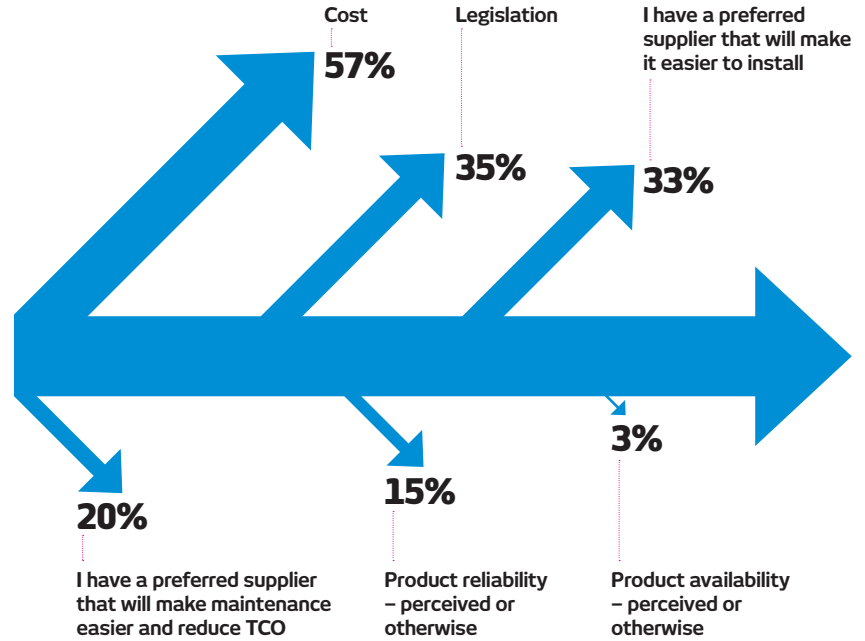 Cost
57%
Legislation
35%
I have a preferred
supplier that will make
it easier to install
33%
20%
I have a preferred supplier
that will make maintenance
easier and reduce TCO
15%
Product reliability
– perceived or
otherwise
3%
Product availability
– perceived or
otherwise